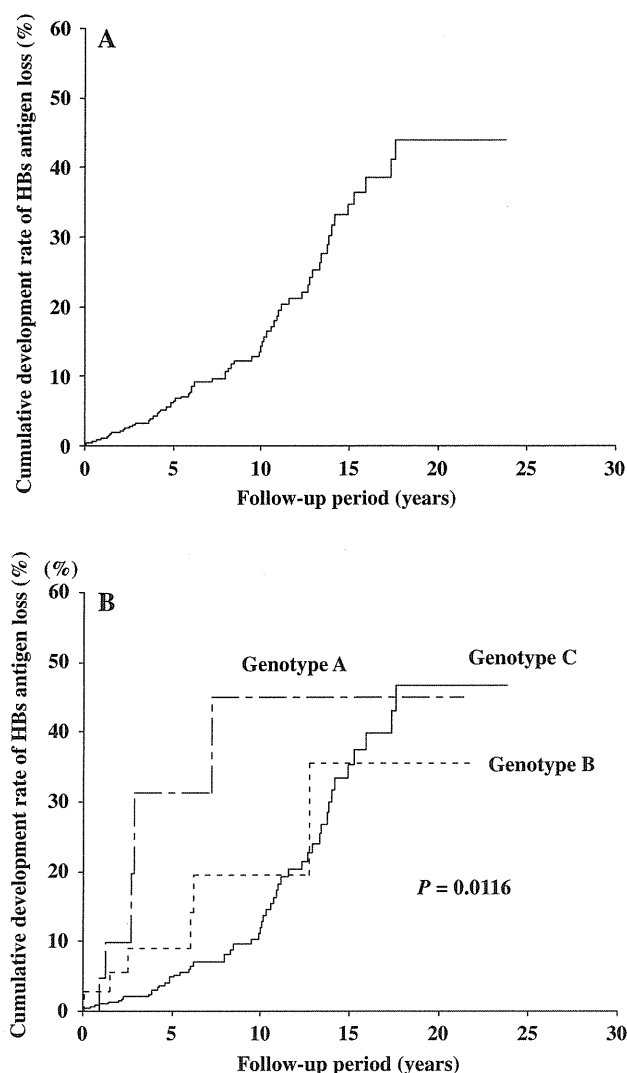 Cumulative development rate of HBs antigen loss (%)
A
60
50
40
30
20
10
0
0 5 10 15 20 25 30
Follow-up period (years)
Cumulative development rate of HBs antigen loss (%)
(%)
B
60
50
40
30
20
10
0
Genotype A
Genotype C
Genotype B
P = 0.0116
0 5 10 15 20 25 30
Follow-up period (years)